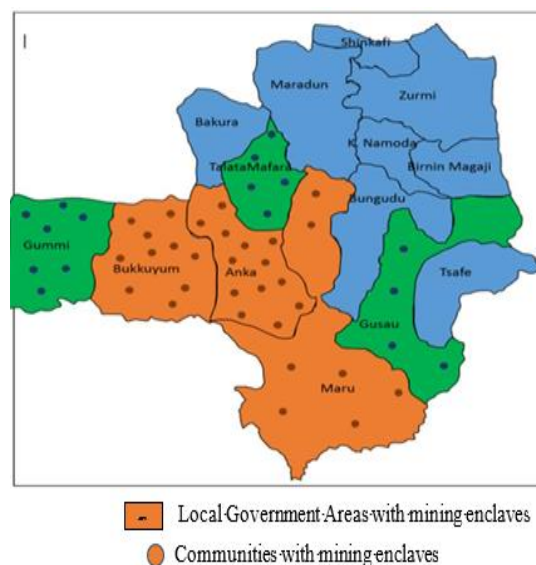 Shinkafi
Maradun
Zurmi
Bakura
K. Namoda
TalataMafara
Birnin Magaji
Bungudu
Gummi
Bukkuyum
Anka
Tsafe
Gusau
Maru
Local Government Areas with mining enclaves
Communities with mining enclaves